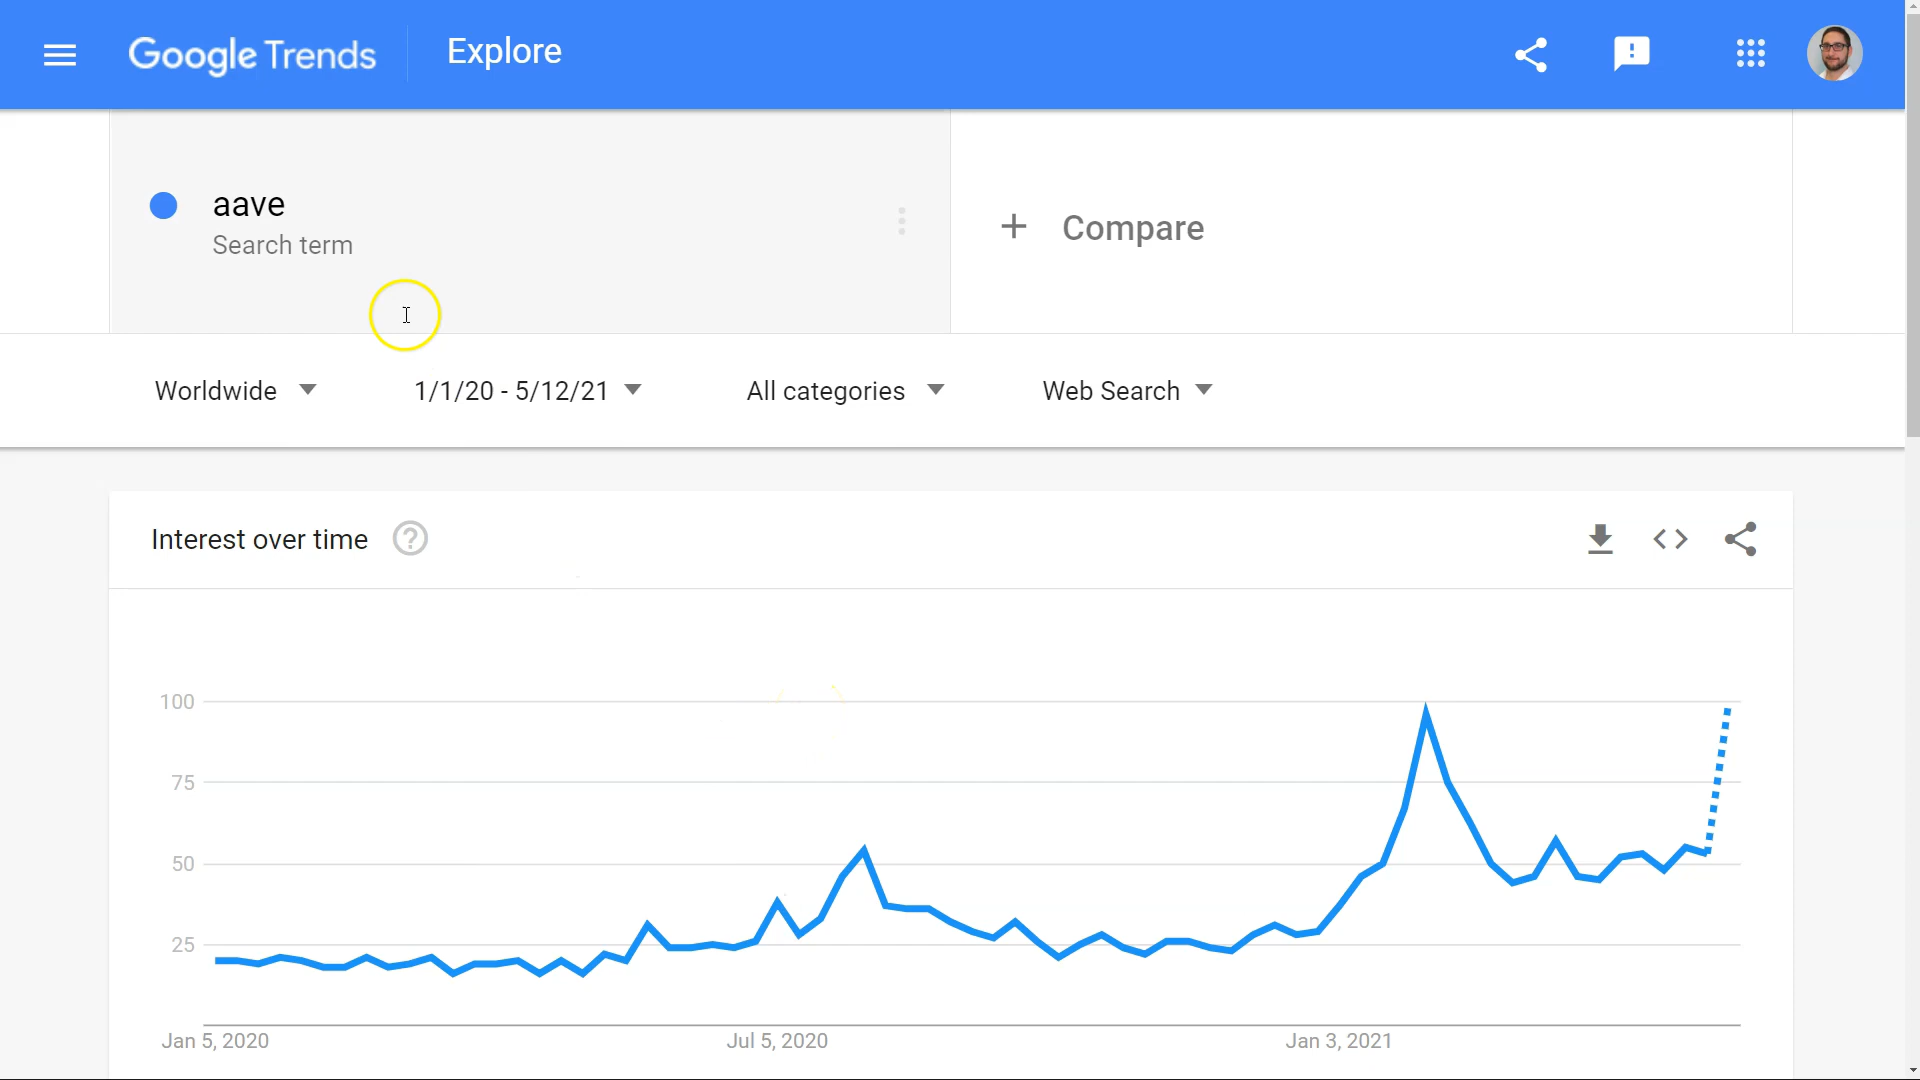 Google Trends
Explore
aave
Search term
+ Compare
Worldwide
1/1/20 - 5/12/21
All categories
Web Search
Interest over time
100
75
50
25
Jan 5, 2020
Jul 5, 2020
Jan 3, 2021